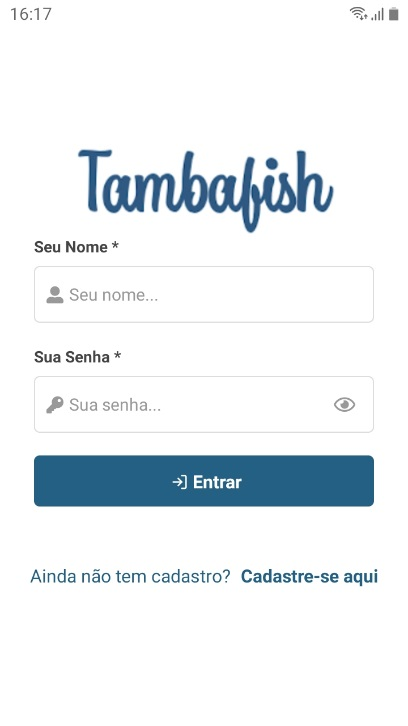 16:17
Tambafish
Seu Nome *
Seu nome...
Sua Senha *
Sua senha...
Entrar
Ainda não tem cadastro? Cadastre-se aqui